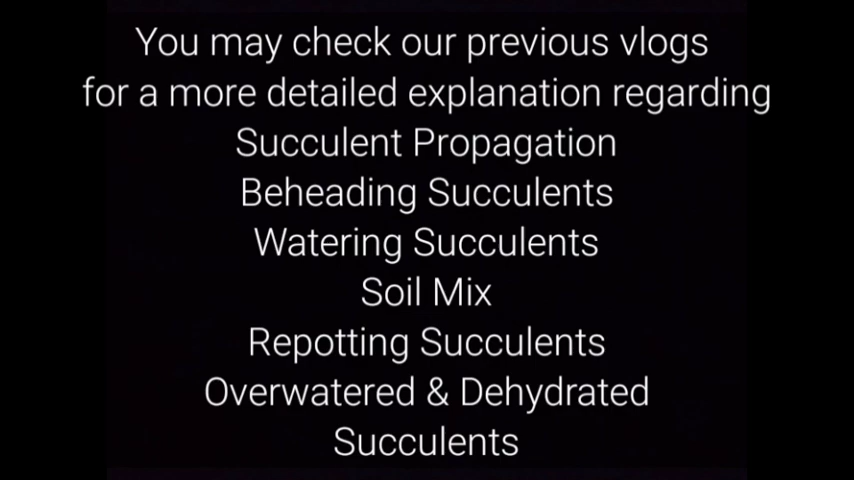 You may check our previous vlogs
for a more detailed explanation regarding
Succulent Propagation
Beheading Succulents
Watering Succulents
Soil Mix
Repotting Succulents
Overwatered & Dehydrated
Succulents